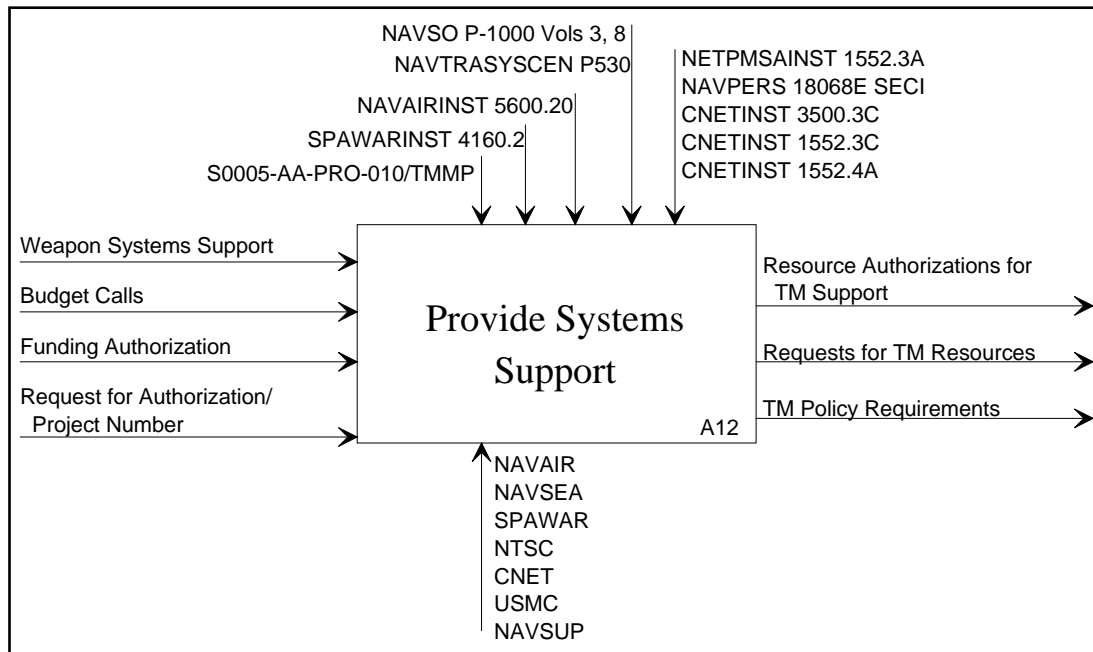 NAVSO P-1000 Vols 3, 8
NAVTRASYSCEN P530
NAVAIRINST 5600.20
SPAWARINST 4160.2
S0005-AA-PRO-010/TMMP
NETPMSAINST 1552.3A
NAVPERS 18068E SECI
CNETINST 3500.3C
CNETINST 1552.3C
CNETINST 1552.4A
Weapon Systems Support
Budget Calls
Funding Authorization
Request for Authorization/
Project Number
Provide Systems
Support
A12
Resource Authorizations for
TM Support
Requests for TM Resources
TM Policy Requirements
NAVAIR
NAVSEA
SPAWAR
NTSC
CNET
USMC
NAVSUP